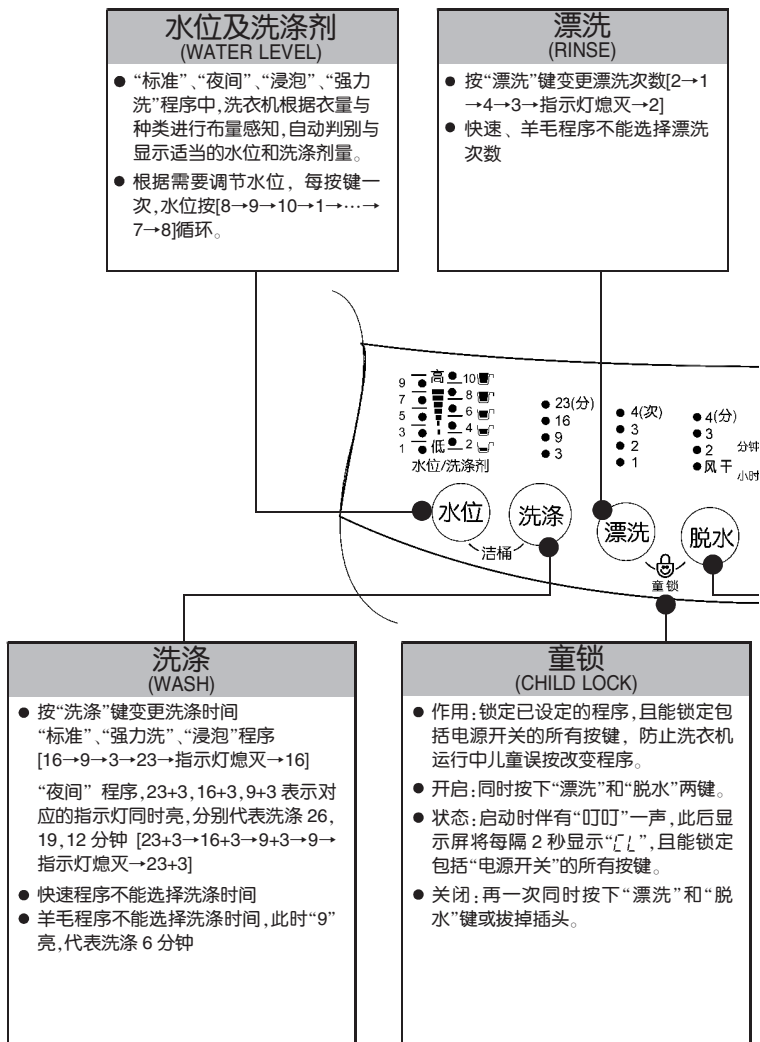 水位及洗涤剂
(WATER LEVEL)
● “标准”、“夜间”、“浸泡”、“强力
洗”程序中,洗衣机根据衣量与
种类进行布量感知,自动判别与
显示适当的水位和洗涤剂量。
● 根据需要调节水位，每按键一
次,水位按[8→9→10→1→…→
7→8]循环。
漂洗
(RINSE)
● 按“漂洗”键变更漂洗次数[2→1
→4→3→指示灯熄灭→2]
● 快速、羊毛程序不能选择漂洗
次数
高
9
10
7
8
5
6
3
4
1
低
2
水位/洗涤剂
23(分)
16
9
3
4(次)
3
2
1
4(分)
3
2
风干
分钟
小时
水位
洗涤
漂洗
脱水
洁桶
童锁
洗涤
(WASH)
● 按“洗涤”键变更洗涤时间
“标准”、“强力洗”、“浸泡”程序
[16→9→3→23→指示灯熄灭→16]
“夜间”程序,23+3,16+3,9+3 表示对
应的指示灯同时亮,分别代表洗涤 26,
19,12 分钟 [23+3→16+3→9+3→9→
指示灯熄灭→23+3]
● 快速程序不能选择洗涤时间
● 羊毛程序不能选择洗涤时间,此时“9”
亮,代表洗涤 6 分钟
童锁
(CHILD LOCK)
● 作用:锁定已设定的程序,且能锁定包
括电源开关的所有按键，防止洗衣机
运行中儿童误按改变程序。
● 开启:同时按下“漂洗”和“脱水”两键。
● 状态:启动时伴有“叮叮”一声,此后显
示屏将每隔 2 秒显示“CL”,且能锁定
包括“电源开关”的所有按键。
● 关闭:再一次同时按下“漂洗”和“脱
水”键或拔掉插头。